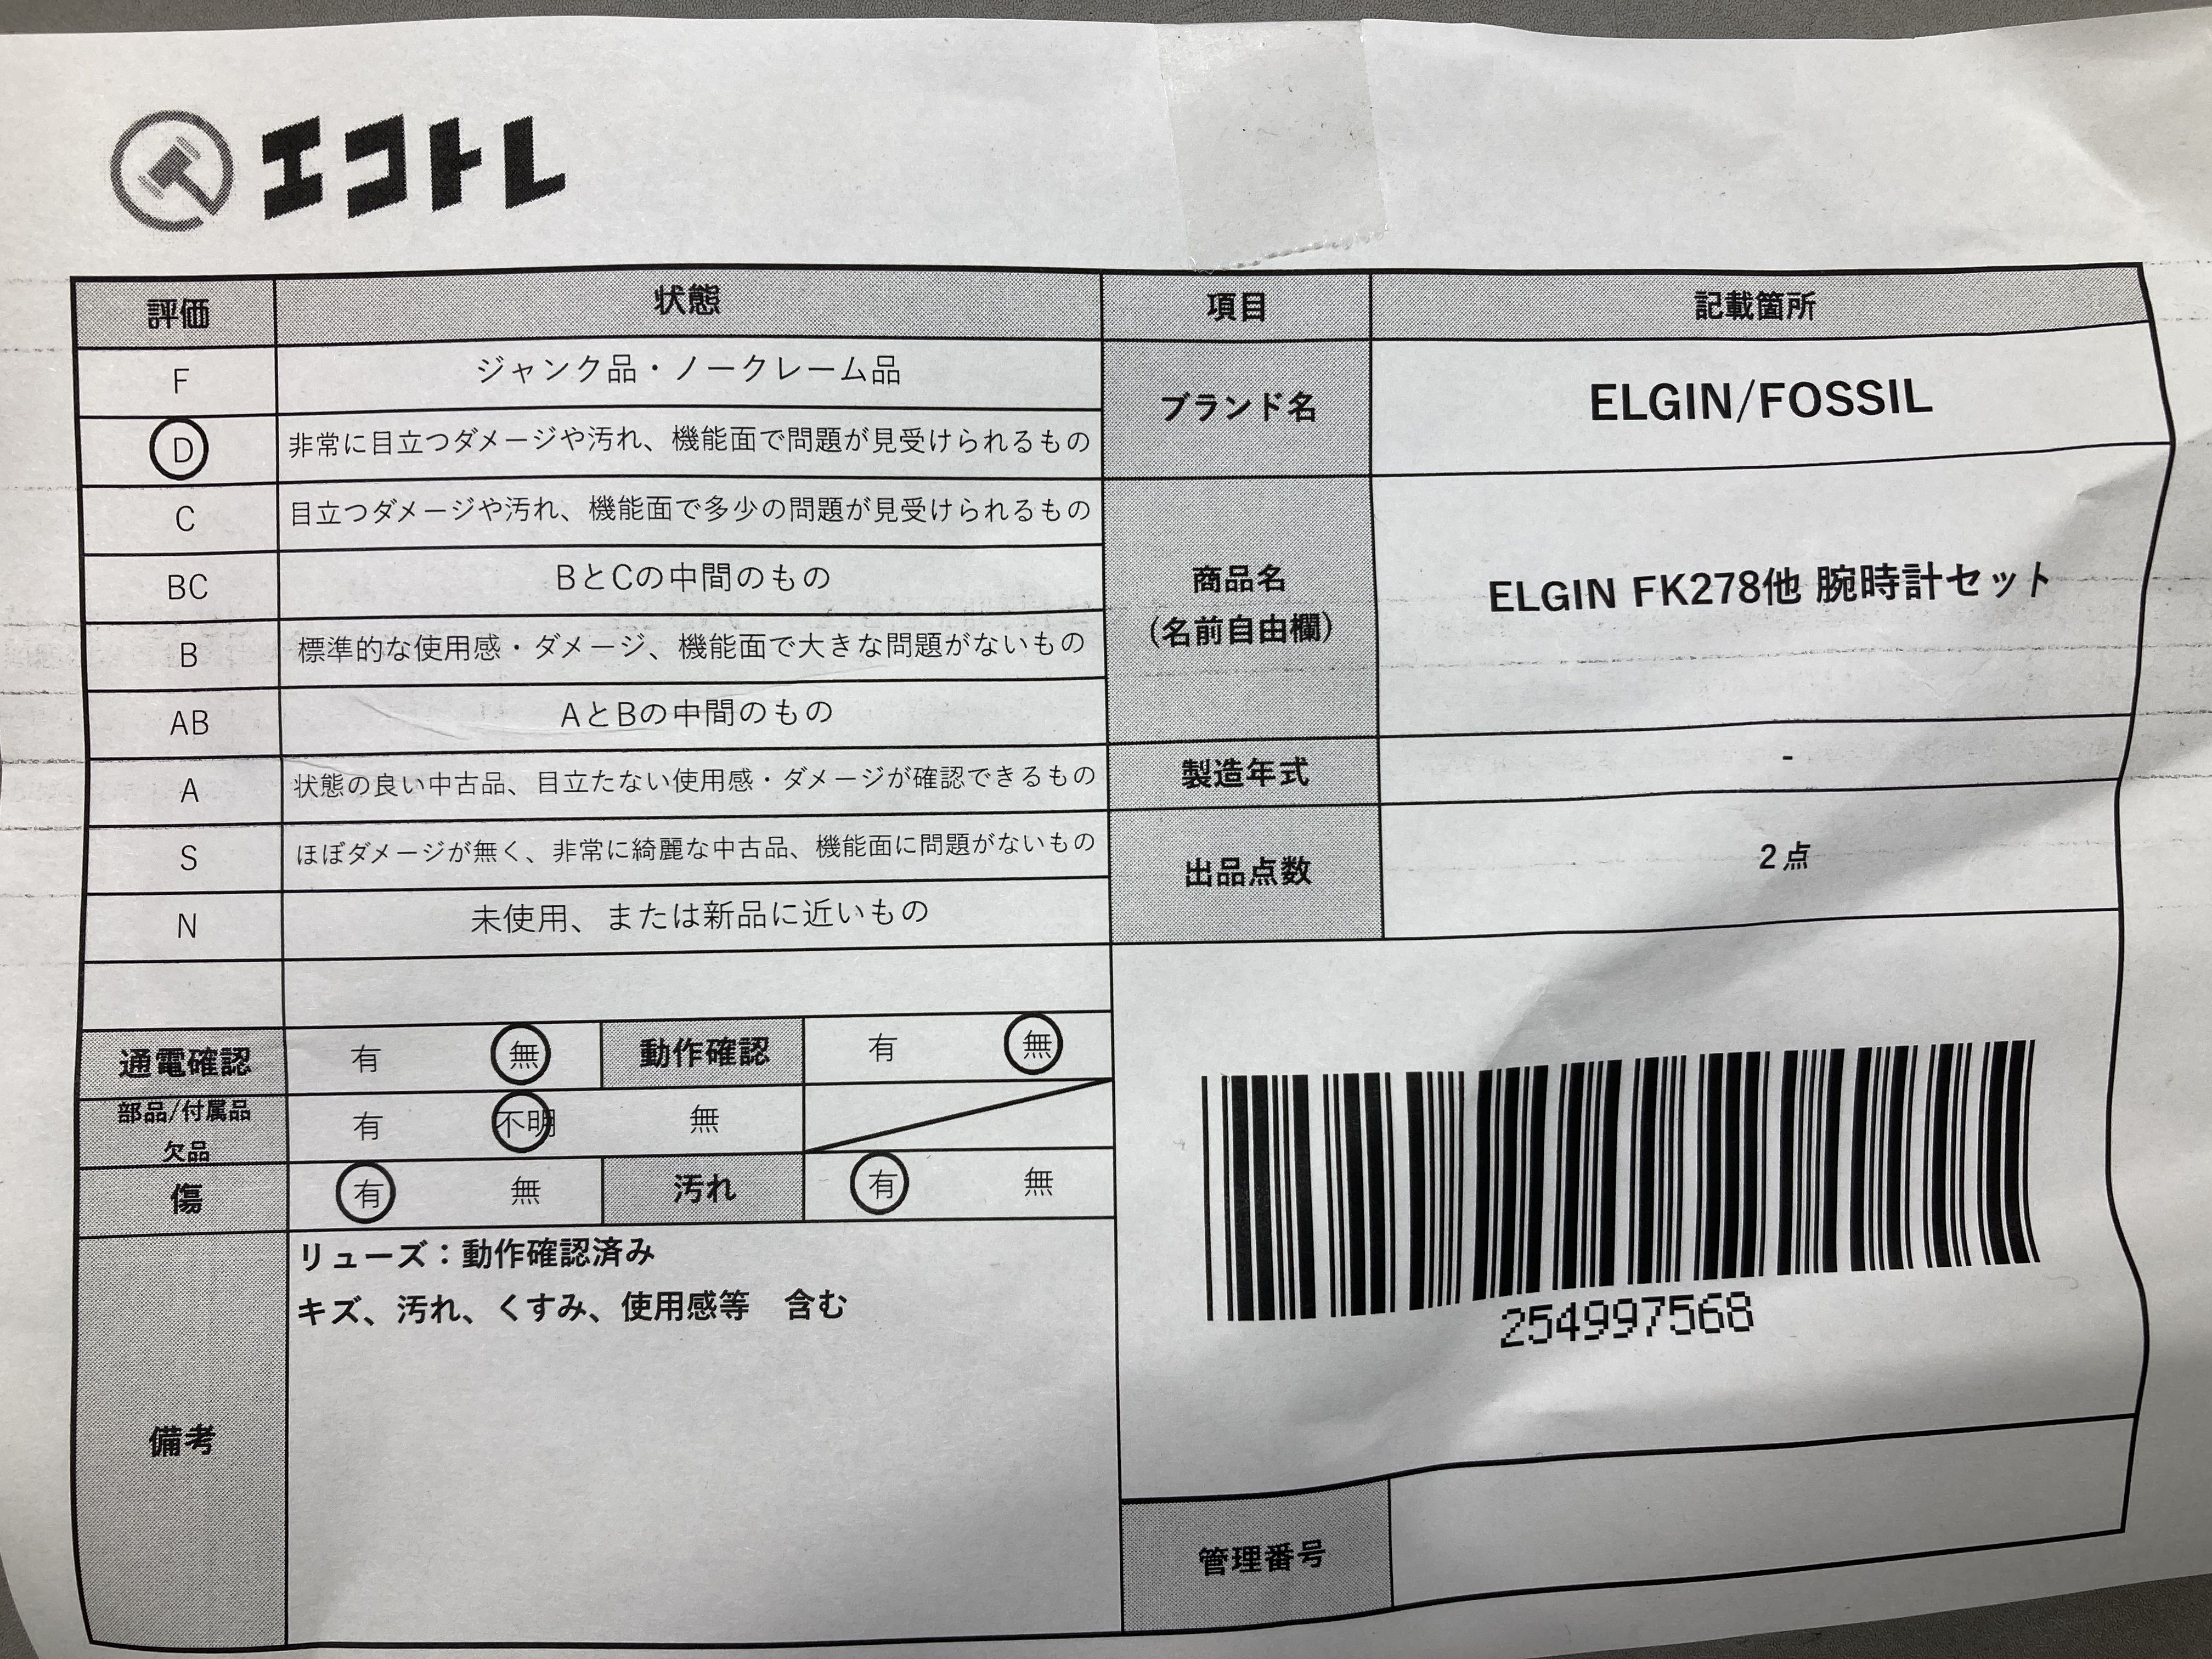 エコトレ
評価 状態 項目 記載箇所
F ジャンク品・ノークレーム品
D 非常に目立つダメージや汚れ、機能面で問題が見受けられるもの
ブランド名 ELGIN/FOSSIL
C 目立つダメージや汚れ、機能面で多少の問題が見受けられるもの
BC BとCの中間のもの
B 標準的な使用感・ダメージ、機能面で大きな問題がないもの
商品名
(名前自由欄)
ELGIN FK278他 腕時計セット
AB AとBの中間のもの
A 状態の良い中古品、目立たない使用感・ダメージが確認できるもの
製造年式 -
S ほぼダメージが無く、非常に綺麗な中古品、機能面に問題がないもの
出品点数 2点
N 未使用、または新品に近いもの
通電確認 有 無 動作確認 有 無
部品/付属品
欠品
有 不明 無
傷 有 無 汚れ 有 無
備考
リューズ：動作確認済み
キズ、汚れ、くすみ、使用感等　含む
254997568
管理番号